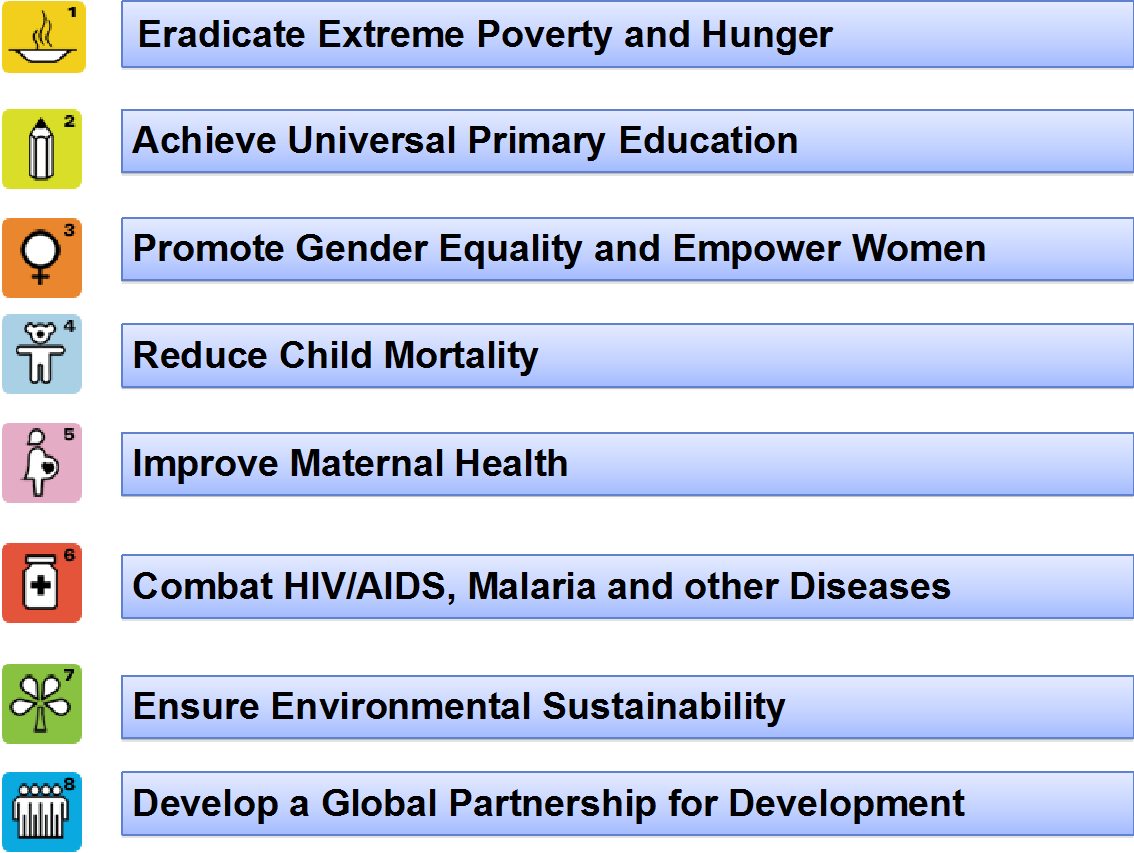 1
Eradicate Extreme Poverty and Hunger
2
Achieve Universal Primary Education
3
Promote Gender Equality and Empower Women
4
Reduce Child Mortality
5
Improve Maternal Health
6
Combat HIV/AIDS, Malaria and other Diseases
7
Ensure Environmental Sustainability
8
Develop a Global Partnership for Development